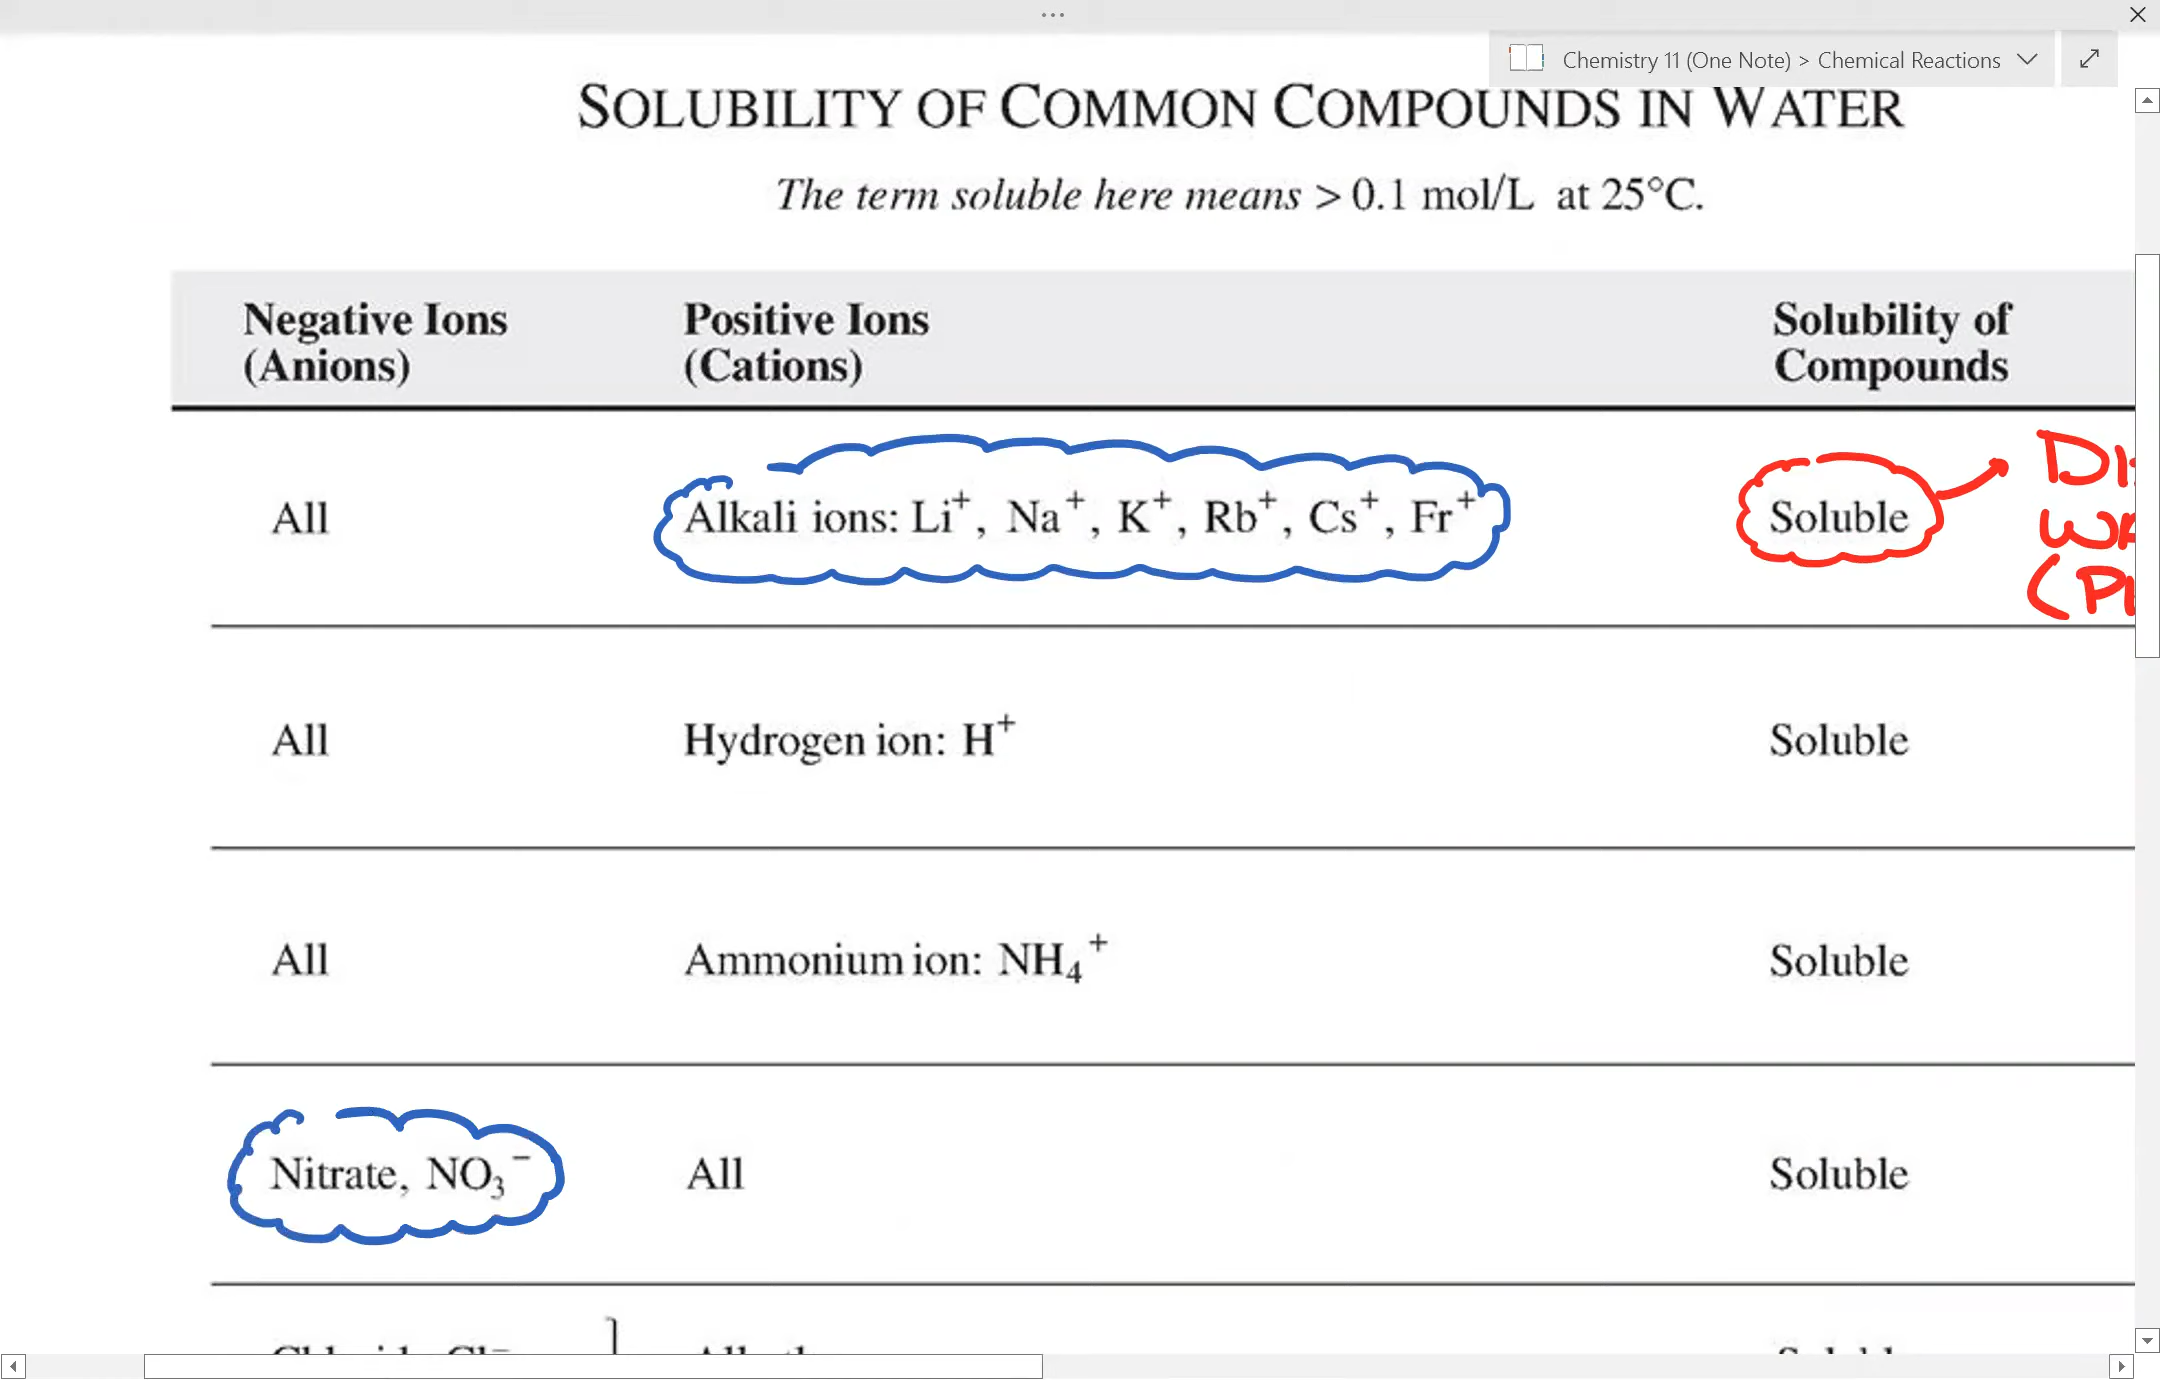 Chemistry 11 (One Note) > Chemical Reactions
SOLUBILITY OF COMMON COMPOUNDS IN WATER
The term soluble here means > 0.1 mol/L at 25°C.
Negative Ions (Anions)
Positive Ions (Cations)
Solubility of Compounds
All Alkali ions: Li⁺, Na⁺, K⁺, Rb⁺, Cs⁺, Fr⁺ Soluble
All Hydrogen ion: H⁺ Soluble
All Ammonium ion: NH₄⁺ Soluble
Nitrate, NO₃⁻ All Soluble